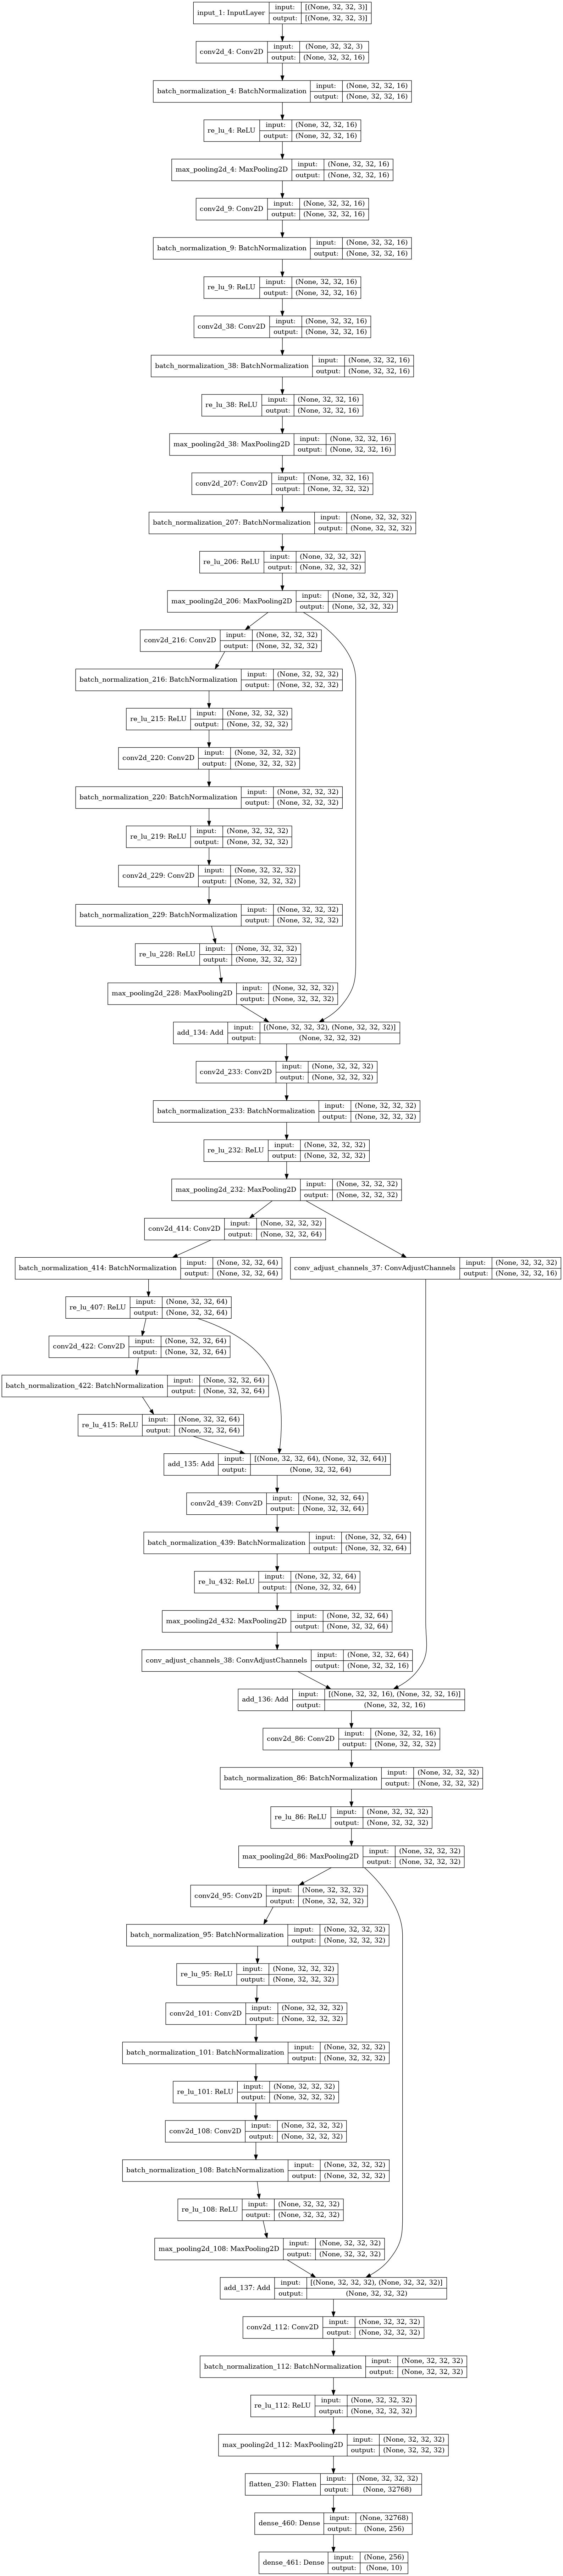 input_1: InputLayer input: [(None, 32, 32, 3)]
output: [(None, 32, 32, 3)]
conv2d_4: Conv2D input: (None, 32, 32, 3)
output: (None, 32, 32, 16)
batch_normalization_4: BatchNormalization input: (None, 32, 32, 16)
output: (None, 32, 32, 16)
re_lu_4: ReLU input: (None, 32, 32, 16)
output: (None, 32, 32, 16)
max_pooling2d_4: MaxPooling2D input: (None, 32, 32, 16)
output: (None, 32, 32, 16)
conv2d_9: Conv2D input: (None, 32, 32, 16)
output: (None, 32, 32, 16)
batch_normalization_9: BatchNormalization input: (None, 32, 32, 16)
output: (None, 32, 32, 16)
re_lu_9: ReLU input: (None, 32, 32, 16)
output: (None, 32, 32, 16)
conv2d_38: Conv2D input: (None, 32, 32, 16)
output: (None, 32, 32, 16)
batch_normalization_38: BatchNormalization input: (None, 32, 32, 16)
output: (None, 32, 32, 16)
re_lu_38: ReLU input: (None, 32, 32, 16)
output: (None, 32, 32, 16)
max_pooling2d_38: MaxPooling2D input: (None, 32, 32, 16)
output: (None, 32, 32, 16)
conv2d_207: Conv2D input: (None, 32, 32, 16)
output: (None, 32, 32, 32)
batch_normalization_207: BatchNormalization input: (None, 32, 32, 32)
output: (None, 32, 32, 32)
re_lu_206: ReLU input: (None, 32, 32, 32)
output: (None, 32, 32, 32)
max_pooling2d_206: MaxPooling2D input: (None, 32, 32, 32)
output: (None, 32, 32, 32)
conv2d_216: Conv2D input: (None, 32, 32, 32)
output: (None, 32, 32, 32)
batch_normalization_216: BatchNormalization input: (None, 32, 32, 32)
output: (None, 32, 32, 32)
re_lu_215: ReLU input: (None, 32, 32, 32)
output: (None, 32, 32, 32)
conv2d_220: Conv2D input: (None, 32, 32, 32)
output: (None, 32, 32, 32)
batch_normalization_220: BatchNormalization input: (None, 32, 32, 32)
output: (None, 32, 32, 32)
re_lu_219: ReLU input: (None, 32, 32, 32)
output: (None, 32, 32, 32)
conv2d_229: Conv2D input: (None, 32, 32, 32)
output: (None, 32, 32, 32)
batch_normalization_229: BatchNormalization input: (None, 32, 32, 32)
output: (None, 32, 32, 32)
re_lu_228: ReLU input: (None, 32, 32, 32)
output: (None, 32, 32, 32)
max_pooling2d_228: MaxPooling2D input: (None, 32, 32, 32)
output: (None, 32, 32, 32)
add_134: Add input: [(None, 32, 32, 32), (None, 32, 32, 32)]
output: (None, 32, 32, 32)
conv2d_233: Conv2D input: (None, 32, 32, 32)
output: (None, 32, 32, 32)
batch_normalization_233: BatchNormalization input: (None, 32, 32, 32)
output: (None, 32, 32, 32)
re_lu_232: ReLU input: (None, 32, 32, 32)
output: (None, 32, 32, 32)
max_pooling2d_232: MaxPooling2D input: (None, 32, 32, 32)
output: (None, 32, 32, 32)
conv2d_414: Conv2D input: (None, 32, 32, 32)
output: (None, 32, 32, 64)
batch_normalization_414: BatchNormalization input: (None, 32, 32, 64)
output: (None, 32, 32, 64)
conv_adjust_channels_37: ConvAdjustChannels input: (None, 32, 32, 32)
output: (None, 32, 32, 16)
re_lu_407: ReLU input: (None, 32, 32, 64)
output: (None, 32, 32, 64)
conv2d_422: Conv2D input: (None, 32, 32, 64)
output: (None, 32, 32, 64)
batch_normalization_422: BatchNormalization input: (None, 32, 32, 64)
output: (None, 32, 32, 64)
re_lu_415: ReLU input: (None, 32, 32, 64)
output: (None, 32, 32, 64)
add_135: Add input: [(None, 32, 32, 64), (None, 32, 32, 64)]
output: (None, 32, 32, 64)
conv2d_439: Conv2D input: (None, 32, 32, 64)
output: (None, 32, 32, 64)
batch_normalization_439: BatchNormalization input: (None, 32, 32, 64)
output: (None, 32, 32, 64)
re_lu_432: ReLU input: (None, 32, 32, 64)
output: (None, 32, 32, 64)
max_pooling2d_432: MaxPooling2D input: (None, 32, 32, 64)
output: (None, 32, 32, 64)
conv_adjust_channels_38: ConvAdjustChannels input: (None, 32, 32, 64)
output: (None, 32, 32, 16)
add_136: Add input: [(None, 32, 32, 16), (None, 32, 32, 16)]
output: (None, 32, 32, 16)
conv2d_86: Conv2D input: (None, 32, 32, 16)
output: (None, 32, 32, 32)
batch_normalization_86: BatchNormalization input: (None, 32, 32, 32)
output: (None, 32, 32, 32)
re_lu_86: ReLU input: (None, 32, 32, 32)
output: (None, 32, 32, 32)
max_pooling2d_86: MaxPooling2D input: (None, 32, 32, 32)
output: (None, 32, 32, 32)
conv2d_95: Conv2D input: (None, 32, 32, 32)
output: (None, 32, 32, 32)
batch_normalization_95: BatchNormalization input: (None, 32, 32, 32)
output: (None, 32, 32, 32)
re_lu_95: ReLU input: (None, 32, 32, 32)
output: (None, 32, 32, 32)
conv2d_101: Conv2D input: (None, 32, 32, 32)
output: (None, 32, 32, 32)
batch_normalization_101: BatchNormalization input: (None, 32, 32, 32)
output: (None, 32, 32, 32)
re_lu_101: ReLU input: (None, 32, 32, 32)
output: (None, 32, 32, 32)
conv2d_108: Conv2D input: (None, 32, 32, 32)
output: (None, 32, 32, 32)
batch_normalization_108: BatchNormalization input: (None, 32, 32, 32)
output: (None, 32, 32, 32)
re_lu_108: ReLU input: (None, 32, 32, 32)
output: (None, 32, 32, 32)
max_pooling2d_108: MaxPooling2D input: (None, 32, 32, 32)
output: (None, 32, 32, 32)
add_137: Add input: [(None, 32, 32, 32), (None, 32, 32, 32)]
output: (None, 32, 32, 32)
conv2d_112: Conv2D input: (None, 32, 32, 32)
output: (None, 32, 32, 32)
batch_normalization_112: BatchNormalization input: (None, 32, 32, 32)
output: (None, 32, 32, 32)
re_lu_112: ReLU input: (None, 32, 32, 32)
output: (None, 32, 32, 32)
max_pooling2d_112: MaxPooling2D input: (None, 32, 32, 32)
output: (None, 32, 32, 32)
flatten_230: Flatten input: (None, 32, 32, 32)
output: (None, 32768)
dense_460: Dense input: (None, 32768)
output: (None, 256)
dense_461: Dense input: (None, 256)
output: (None, 10)